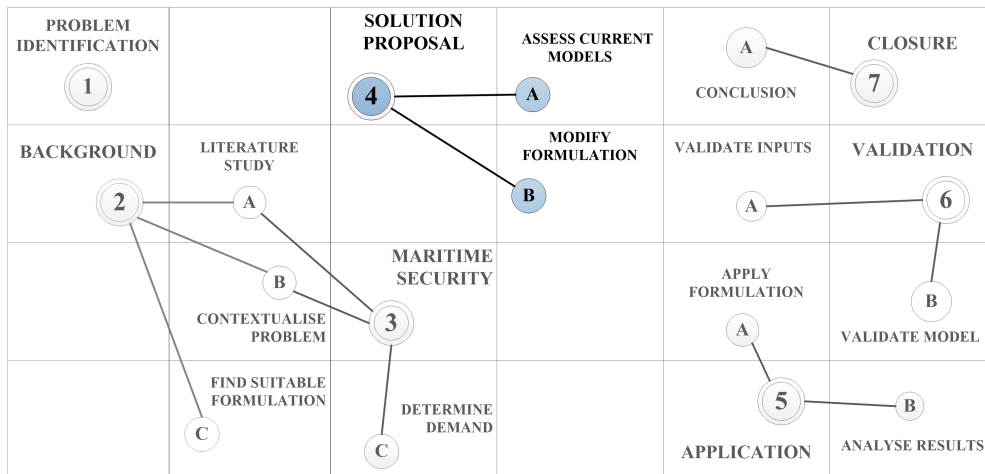 PROBLEM
IDENTIFICATION
1
SOLUTION
PROPOSAL
4
ASSESS CURRENT
MODELS
A
MODIFY
FORMULATION
B
A
CONCLUSION
CLOSURE
7
BACKGROUND
2
LITERATURE
STUDY
A
B
CONTEXTUALISE
PROBLEM
FIND SUITABLE
FORMULATION
C
MARITIME
SECURITY
3
DETERMINE
DEMAND
C
VALIDATE INPUTS
A
VALIDATION
6
B
VALIDATE MODEL
APPLY
FORMULATION
A
5
APPLICATION
B
ANALYSE RESULTS